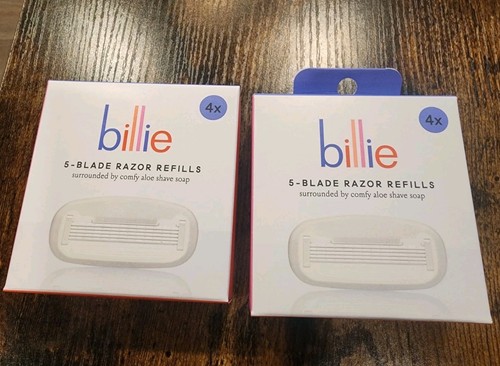 4x
billie
5-BLADE RAZOR REFILLS
surrounded by comfy aloe shave soap
4x
billie
5-BLADE RAZOR REFILLS
surrounded by comfy aloe shave soap